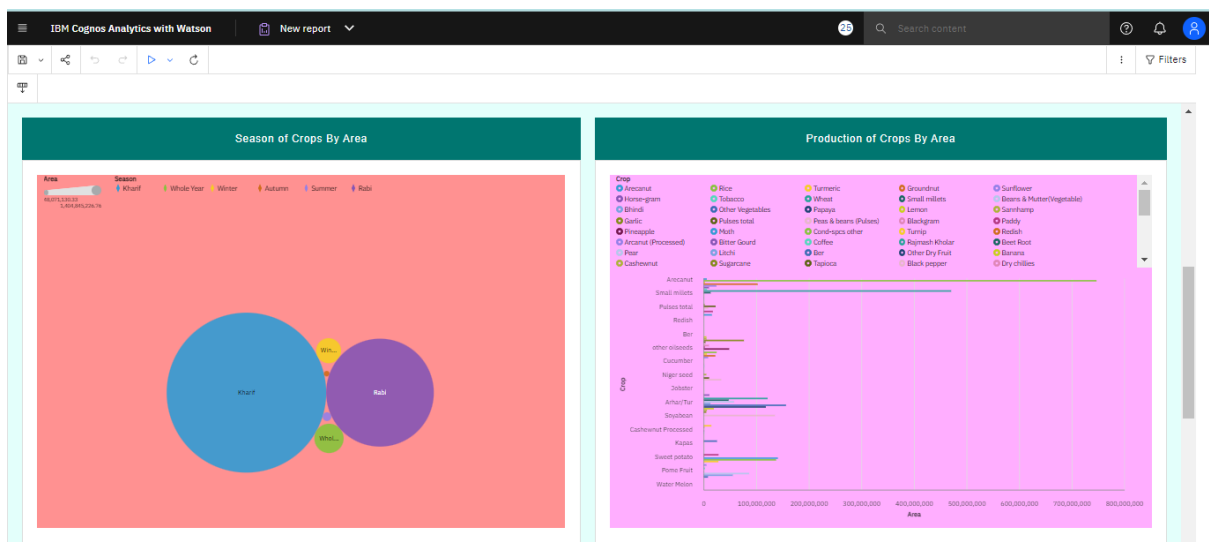 IBM Cognos Analytics with Watson
New report
25
Search content
Filters
Season of Crops By Area
Area
Season
Kharif
Whole Year
Winter
Autumn
Summer
Rabi
Win...
Kharif
Rabi
Whol...
Production of Crops By Area
Crop
Arecanut Rice Turmeric Groundnut Sunflower
Horse-gram Tobacco Wheat Small millets Beans & Mutter(Vegetable)
Bhindi Other Vegetables Papaya Lemon Sannhamp
Garlic Pulses total Peas & beans (Pulses) Blackgram Paddy
Pineapple Moth Cond-spcs other Turnip Redish
Arcanut (Processed) Bitter Gourd Coffee Rajmash Kholar Beet Root
Pear Litchi Ber Other Dry Fruit Banana
Cashewnut Sugarcane Tapioca Black pepper Dry chillies
Arecanut
Small millets
Pulses total
Redish
Ber
other oilseeds
Cucumber
Niger seed
Jobster
Arhar/Tur
Soyabean
Cashewnut Processed
Kapas
Sweet potato
Pome Fruit
Water Melon
Crop
0 100,000,000 200,000,000 300,000,000 400,000,000 500,000,000 600,000,000 700,000,000 800,000,000
Area